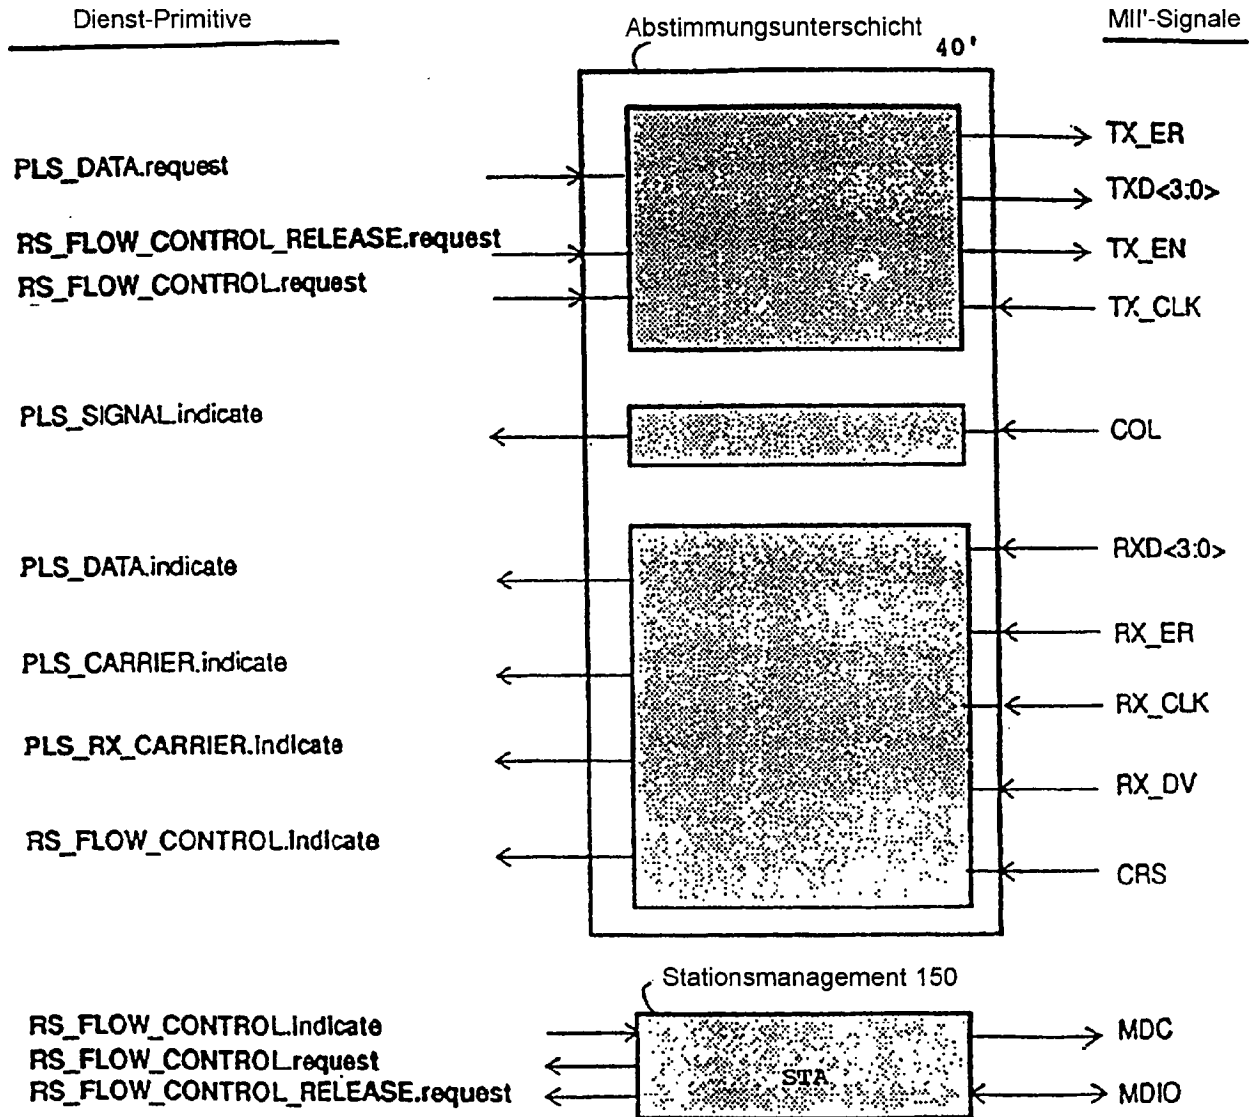 Dienst-Primitive
Abstimmungsunterschicht
40'
MII'-Signale
PLS_DATA.request
RS_FLOW_CONTROL_RELEASE.request
RS_FLOW_CONTROL.request
TX_ER
TXD<3:0>
TX_EN
TX_CLK
PLS_SIGNAL.indicate
COL
PLS_DATA.indicate
PLS_CARRIER.indicate
PLS_RX_CARRIER.indicate
RS_FLOW_CONTROL.indicate
RXD<3:0>
RX_ER
RX_CLK
RX_DV
CRS
Stationsmanagement 150
RS_FLOW_CONTROL.indicate
RS_FLOW_CONTROL.request
RS_FLOW_CONTROL_RELEASE.request
STA
MDC
MDIO